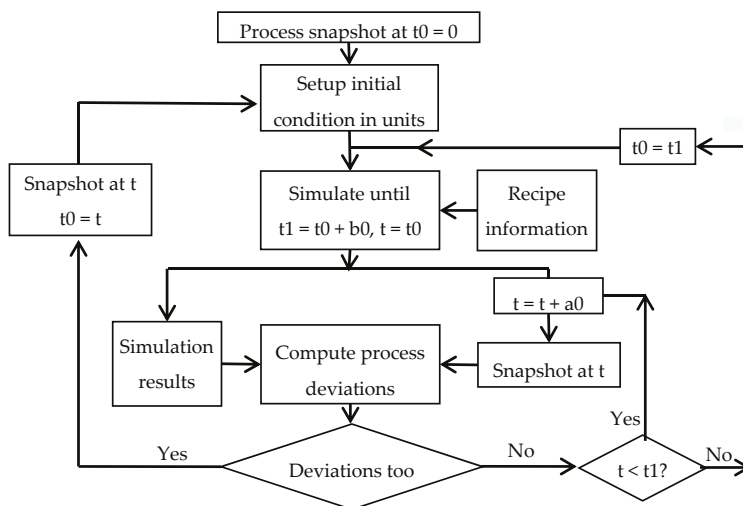 Process snapshot at t0 = 0
Setup initial
condition in units
t0 = t1
Snapshot at t
t0 = t
Simulate until
t1 = t0 + b0, t = t0
Recipe
information
t = t + a0
Simulation
results
Compute process
deviations
Snapshot at t
Yes
Yes
No
No
Deviations too
t < t1?